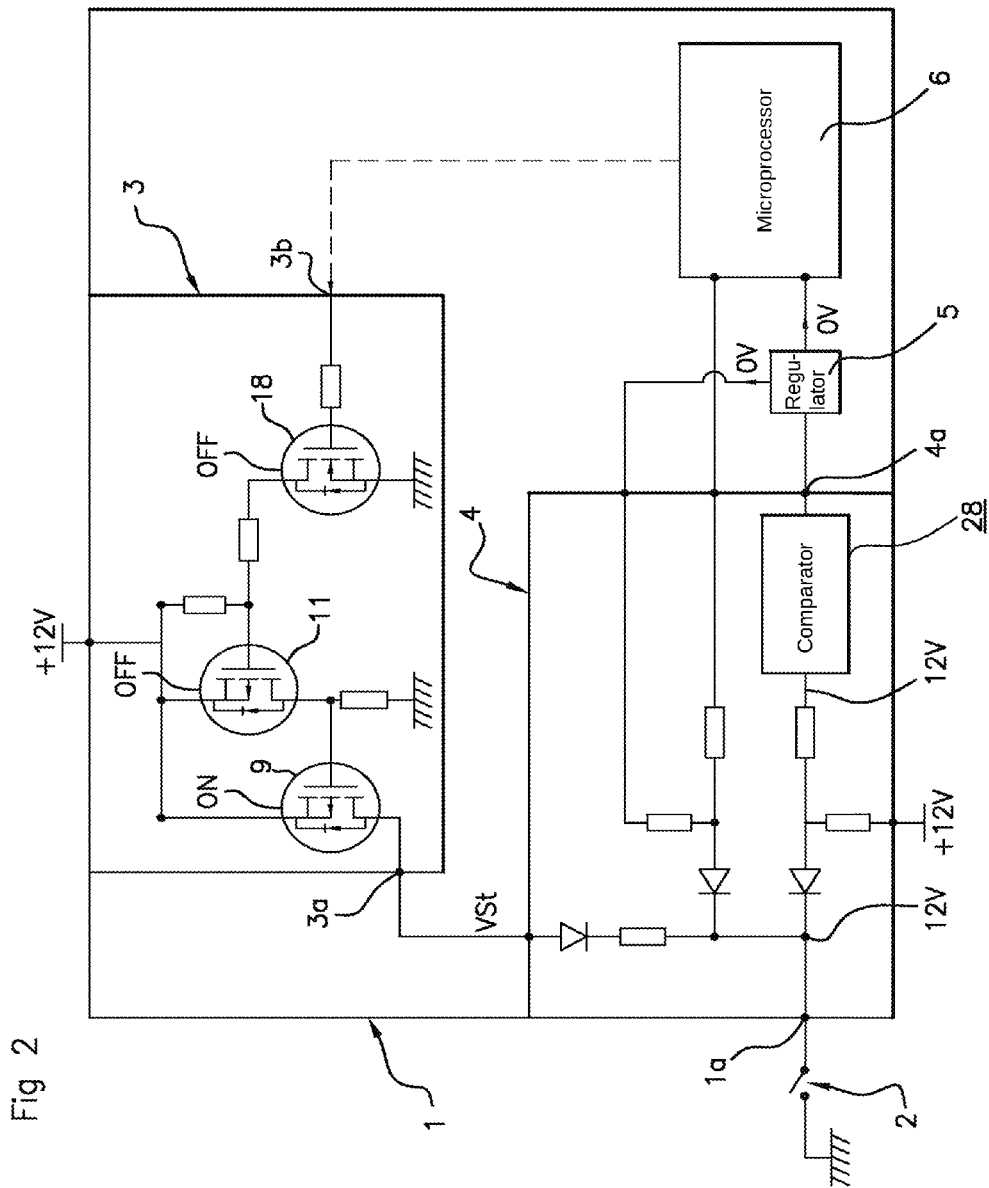 Fig 2
1
3
+12V
OFF
OFF
ON
9
11
18
3a
3b
VSt
4
Microprocessor
6
0V
0V
Regu-
lator
5
4a
Comparator
28
12V
+12V
12V
1a
2